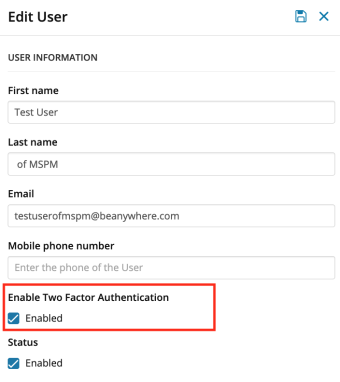 Edit User
USER INFORMATION
First name
Test User
Last name
of MSPM
Email
testuserofmspm@beanywhere.com
Mobile phone number
Enter the phone of the User
Enable Two Factor Authentication
Enabled
Status
Enabled